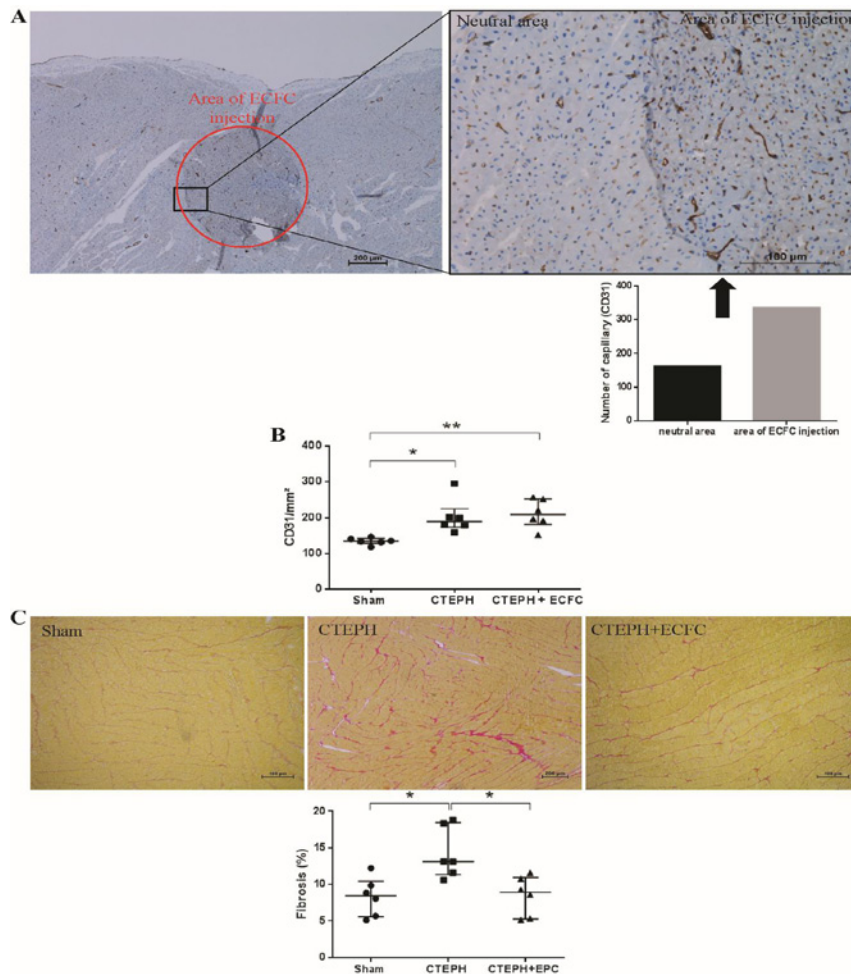 A
Area of ECFC
injection
200 µm
Neutral area
Area of ECFC injection
100 µm
Number of capillary (CD31)
400
300
200
100
0
neutral area
area of ECFC injection
B
**
*
CD31/mm²
400
300
200
100
0
Sham
CTEPH
CTEPH + ECFC
C
Sham
CTEPH
CTEPH+ECFC
*
*
Fibrosis (%)
20
15
10
5
0
Sham
CTEPH
CTEPH+EPC